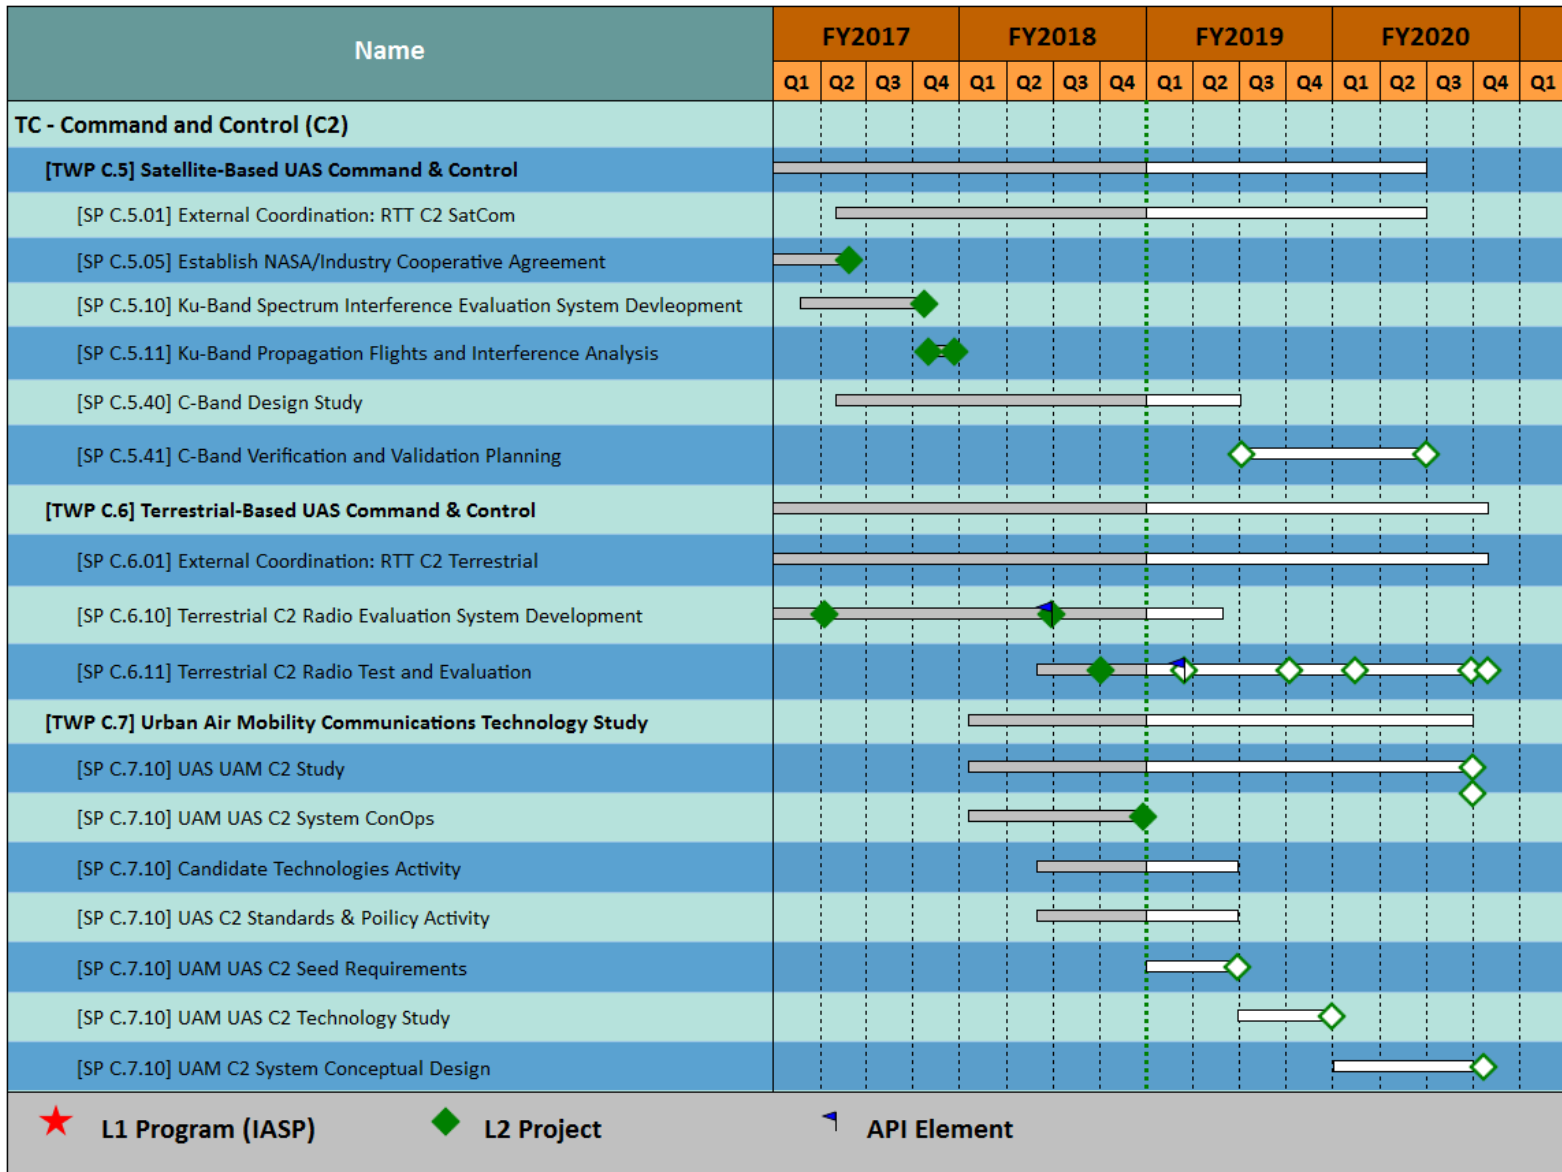 Name
FY2017 FY2018 FY2019 FY2020
Q1 Q2 Q3 Q4 Q1 Q2 Q3 Q4 Q1 Q2 Q3 Q4 Q1 Q2 Q3 Q4 Q1
TC - Command and Control (C2)
[TWP C.5] Satellite-Based UAS Command & Control
[SP C.5.01] External Coordination: RTT C2 SatCom
[SP C.5.05] Establish NASA/Industry Cooperative Agreement
[SP C.5.10] Ku-Band Spectrum Interference Evaluation System Devleopment
[SP C.5.11] Ku-Band Propagation Flights and Interference Analysis
[SP C.5.40] C-Band Design Study
[SP C.5.41] C-Band Verification and Validation Planning
[TWP C.6] Terrestrial-Based UAS Command & Control
[SP C.6.01] External Coordination: RTT C2 Terrestrial
[SP C.6.10] Terrestrial C2 Radio Evaluation System Development
[SP C.6.11] Terrestrial C2 Radio Test and Evaluation
[TWP C.7] Urban Air Mobility Communications Technology Study
[SP C.7.10] UAS UAM C2 Study
[SP C.7.10] UAM UAS C2 System ConOps
[SP C.7.10] Candidate Technologies Activity
[SP C.7.10] UAS C2 Standards & Poilicy Activity
[SP C.7.10] UAM UAS C2 Seed Requirements
[SP C.7.10] UAM UAS C2 Technology Study
[SP C.7.10] UAM C2 System Conceptual Design
L1 Program (IASP) L2 Project API Element